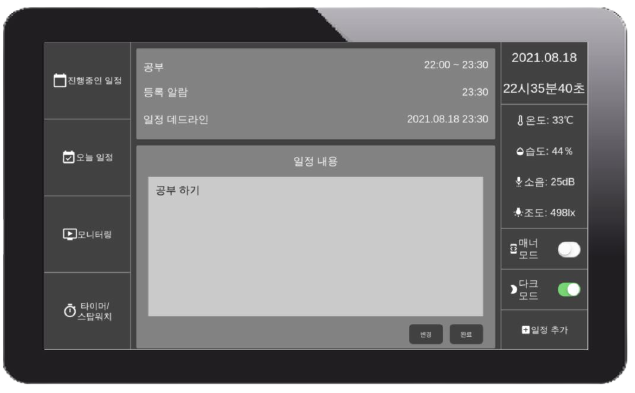 진행중인 일정
오늘 일정
모니터링
타이머/
스탑워치
공부 22:00 ~ 23:30
등록 알람 23:30
일정 데드라인 2021.08.18 23:30
일정 내용
공부 하기
변경 완료
2021.08.18
22시35분40초
온도: 33℃
습도: 44 %
소음: 25dB
조도: 498lx
매너
모드
다크
모드
일정 추가